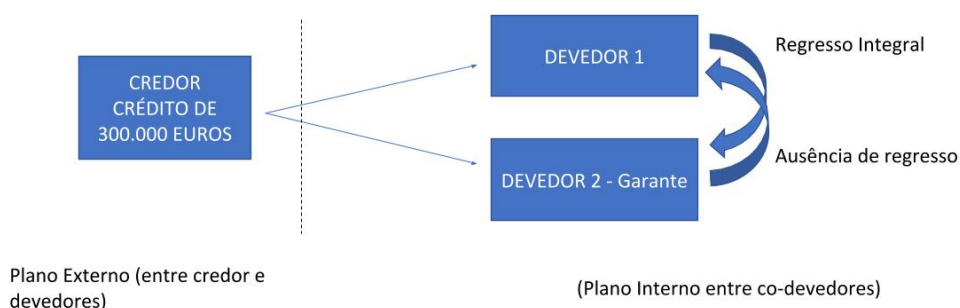 CREDOR
CRÉDITO DE
300.000 EUROS
DEVEDOR 1
Regresso Integral
DEVEDOR 2 - Garante
Ausência de regresso
Plano Externo (entre credor e
devedores)
(Plano Interno entre co-devedores)